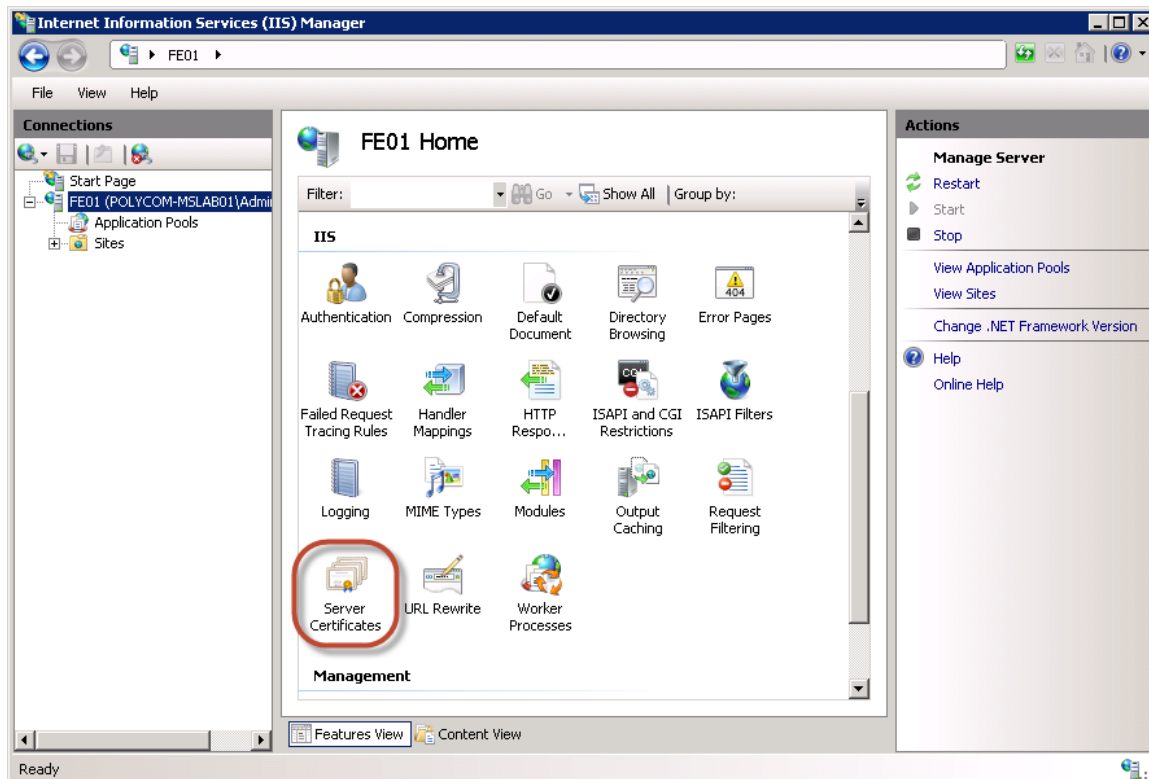 Internet Information Services (IIS) Manager
FE01
File View Help
Connections
Start Page
FE01 (POLYCOM-MSLAB01\Admi
Application Pools
Sites
FE01 Home
Filter: Go Show All Group by:
IIS
Authentication
Compression
Default
Document
Directory
Browsing
404
Error Pages
Failed Request
Tracing Rules
Handler
Mappings
HTTP
Respo...
CGI
ISAPI and CGI
Restrictions
ISAPI Filters
Logging
MIME Types
Modules
Output
Caching
Request
Filtering
Server
Certificates
URL Rewrite
Worker
Processes
Management
Features View Content View
Actions
Manage Server
Restart
Start
Stop
View Application Pools
View Sites
Change .NET Framework Version
Help
Online Help
Ready